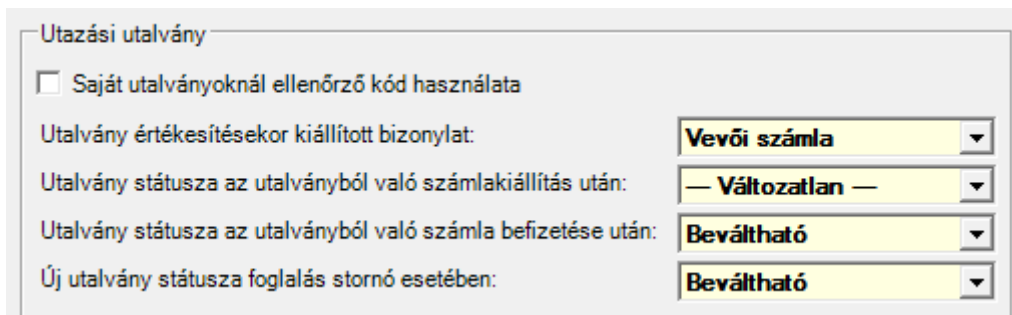 Utazási utalvány
Saját utalványoknál ellenőrző kód használata
Utalvány értékesítésekor kiállított bizonylat: Vevői számla
Utalvány státusza az utalványból való számlakiállítás után: — Változatlan —
Utalvány státusza az utalványból való számla befizetése után: Beváltható
Új utalvány státusza foglalás stornó esetében: Beváltható